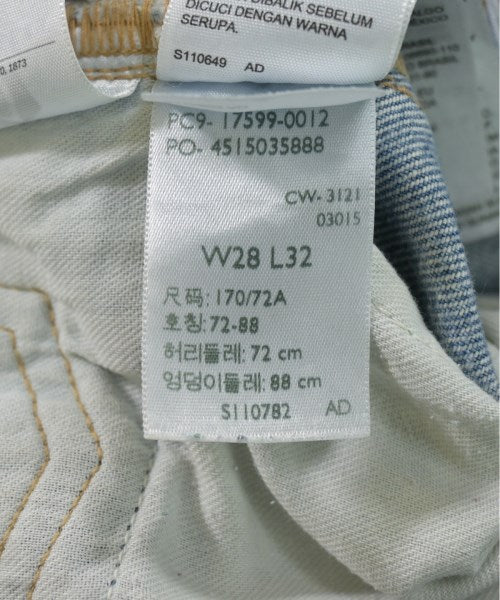 DIBALIK SEBELUM
DICUCI DENGAN WARNA
SERUPA.
S110649 AD
PC9- 17599-0012
PO- 4515035888
CW-3121
03015
W28 L32
尺码: 170/72A
호칭: 72-88
허리둘레: 72 cm
엉덩이둘레: 88 cm
S110782 AD